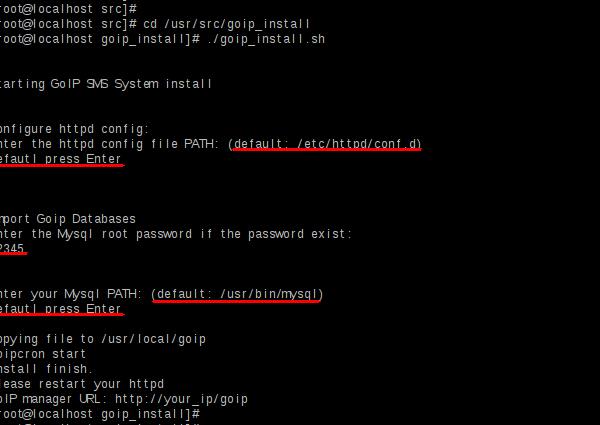 root@localhost src]#
root@localhost src]# cd /usr/src/goip_install
root@localhost goip_install]# ./goip_install.sh
tarting GoIP SMS System install
onfigure httpd config:
nter the httpd config file PATH: (default: /etc/httpd/conf.d)
efautl press Enter
mport Goip Databases
nter the Mysql root password if the password exist:
2345
nter your Mysql PATH: (default: /usr/bin/mysql)
efautl press Enter
opying file to /usr/local/goip
oipcron start
nstall finish.
lease restart your httpd
oIP manager URL: http://your_ip/goip
root@localhost goip_install]#